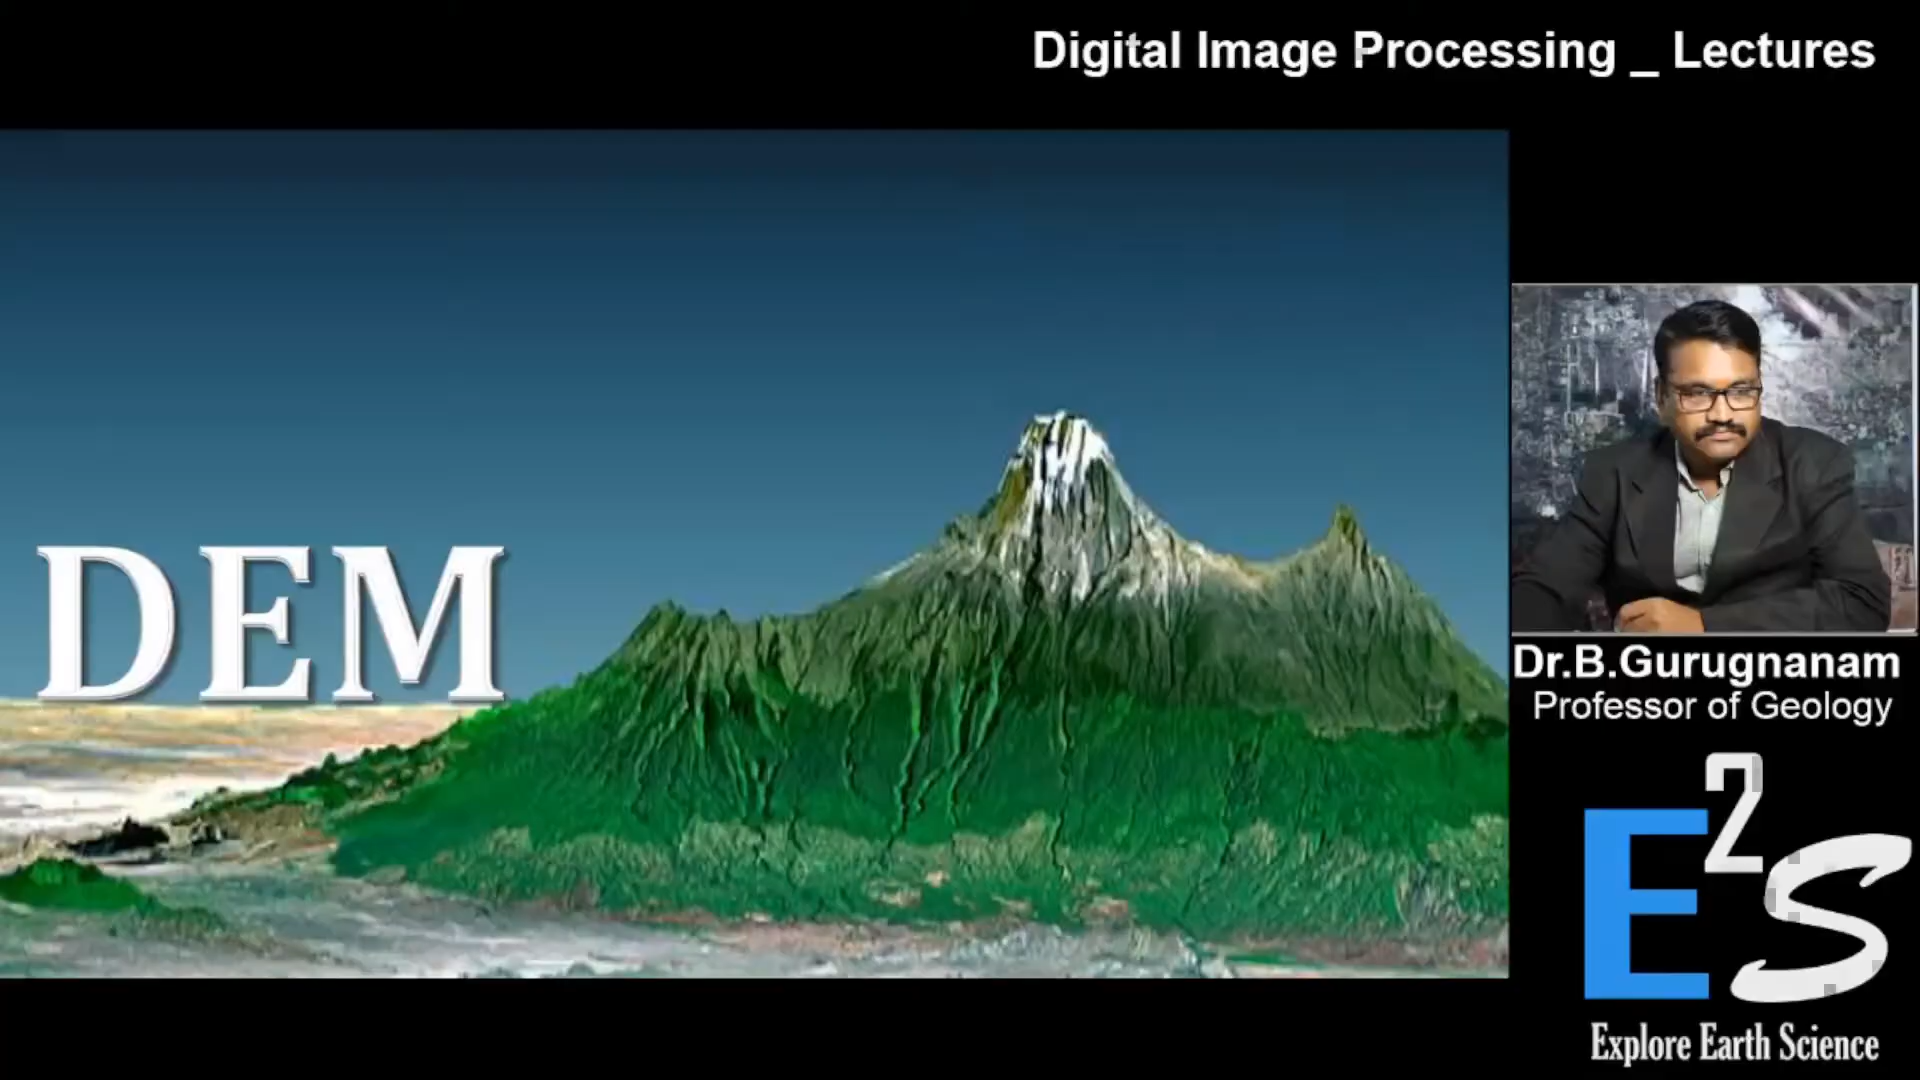 Digital Image Processing _ Lectures
DEM
Dr.B.Gurugnanam
Professor of Geology
E2S
Explore Earth Science